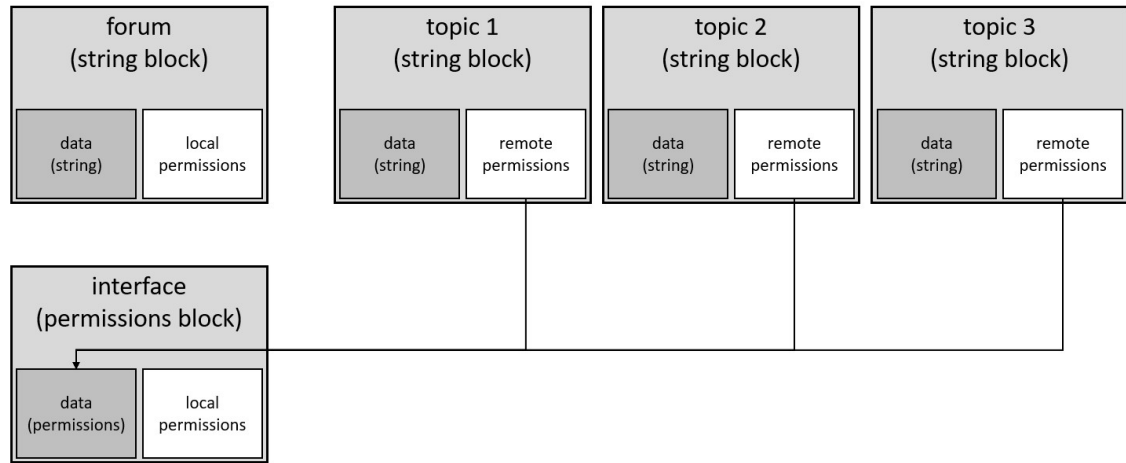 forum
(string block)
data
(string)
local
permissions
topic 1
(string block)
data
(string)
remote
permissions
topic 2
(string block)
data
(string)
remote
permissions
topic 3
(string block)
data
(string)
remote
permissions
interface
(permissions block)
data
(permissions)
local
permissions